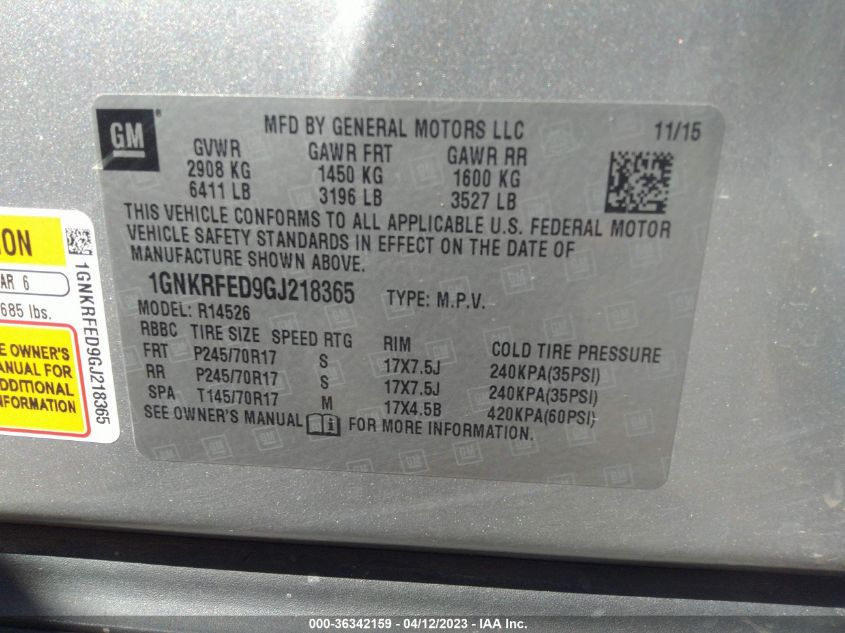 GM
MFD BY GENERAL MOTORS LLC
11/15
GVWR GAWR FRT GAWR RR
2908 KG 1450 KG 1600 KG
6411 LB 3196 LB 3527 LB
THIS VEHICLE CONFORMS TO ALL APPLICABLE U.S. FEDERAL MOTOR
VEHICLE SAFETY STANDARDS IN EFFECT ON THE DATE OF
MANUFACTURE SHOWN ABOVE.
1GNKRFED9GJ218365 TYPE: M.P.V.
MODEL: R14526
RBBC TIRE SIZE SPEED RTG RIM COLD TIRE PRESSURE
FRT P245/70R17 S 17X7.5J 240KPA(35PSI)
RR P245/70R17 S 17X7.5J 240KPA(35PSI)
SPA T145/70R17 M 17X4.5B 420KPA(60PSI)
SEE OWNER'S MANUAL FOR MORE INFORMATION.
ION
AR 6
685 lbs.
E OWNER'S
ANUAL FOR
DDITIONAL
NFORMATION
1GNKRFED9GJ218365
000-36342159 - 04/12/2023 - IAA Inc.